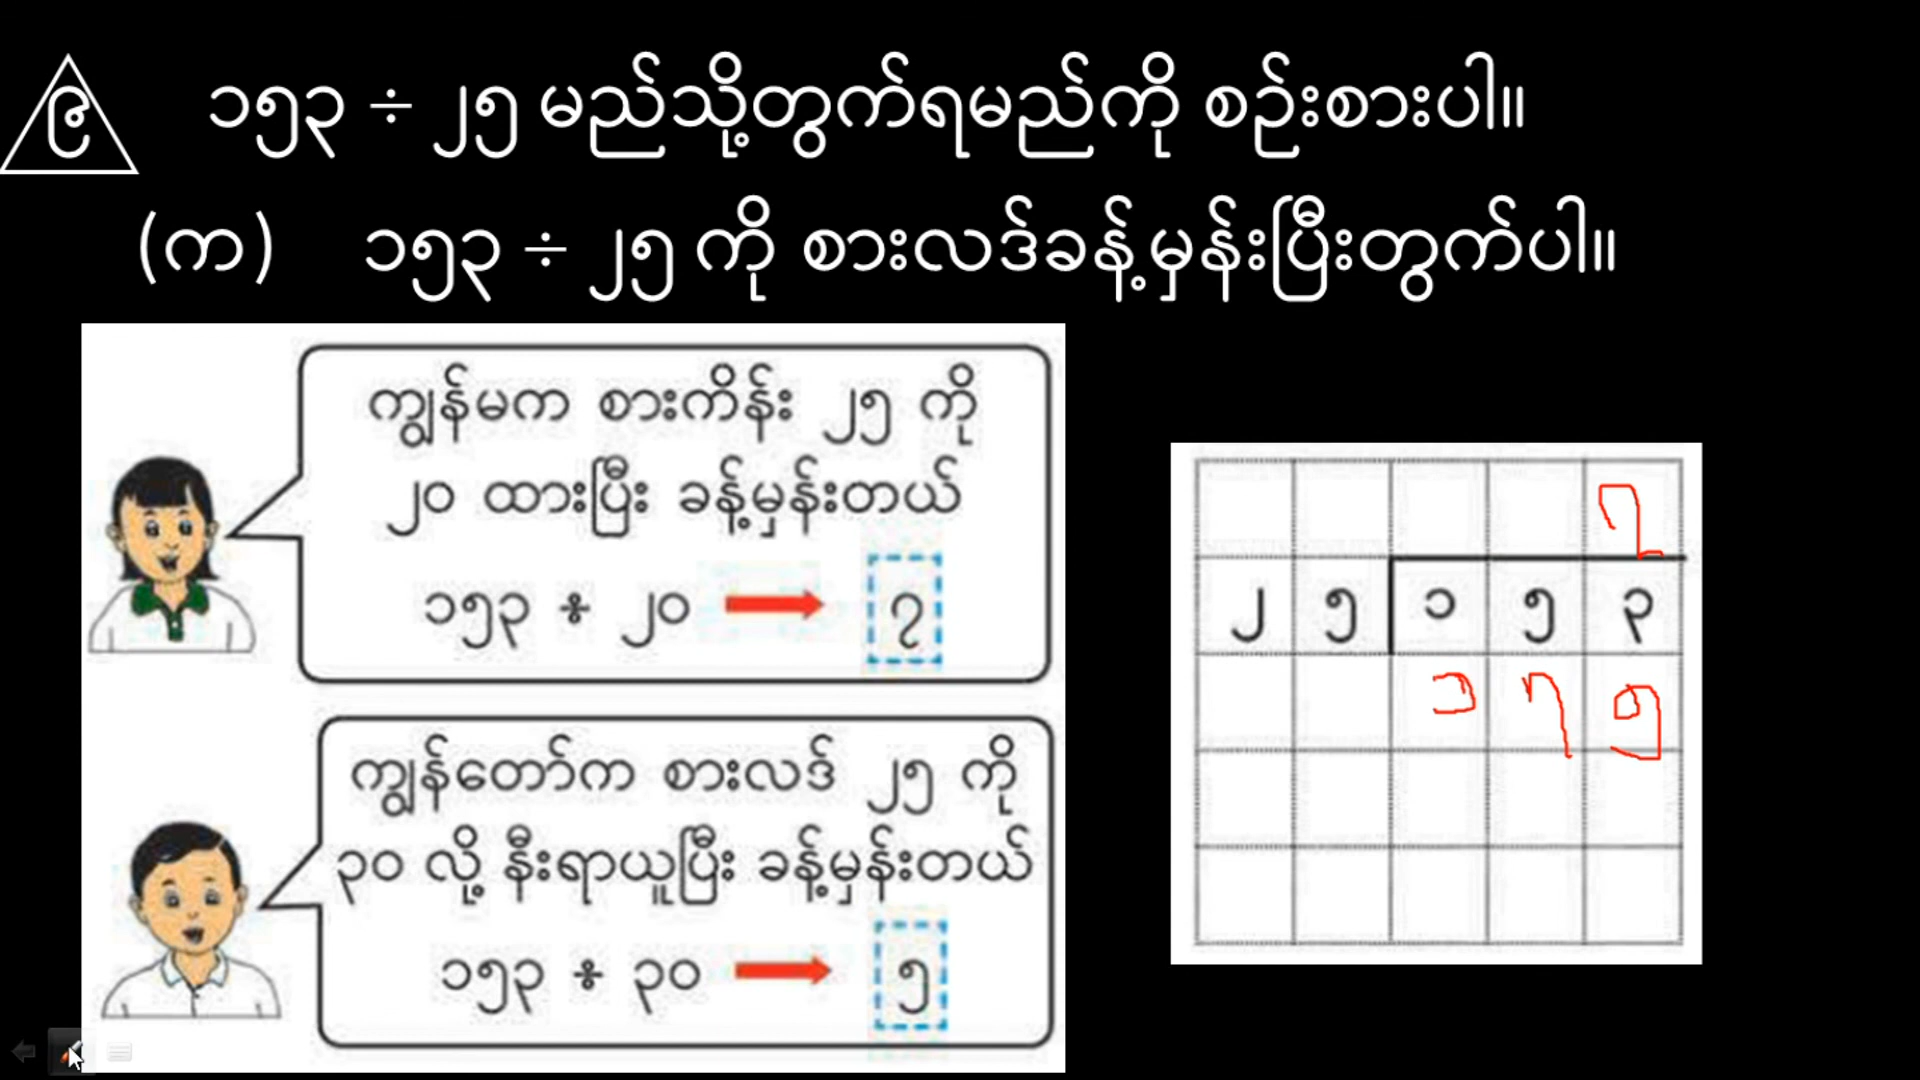 ၉
၁၅၃ ÷ ၂၅ မည်သို့တွက်ရမည်ကို စဉ်းစားပါ။
(က) ၁၅၃ ÷ ၂၅ ကို စားလဒ်ခန့်မှန်းပြီးတွက်ပါ။
ကျွန်မက စားကိန်း ၂၅ ကို
၂၀ ထားပြီး ခန့်မှန်းတယ်
၁၅၃ ÷ ၂၀ ၇
ကျွန်တော်က စားလဒ် ၂၅ ကို
၃၀ လို့ နီးရာယူပြီး ခန့်မှန်းတယ်
၁၅၃ ÷ ၃၀ ၅
၇
၂ ၅ ၁ ၅ ၃
၁ ၇ ၅